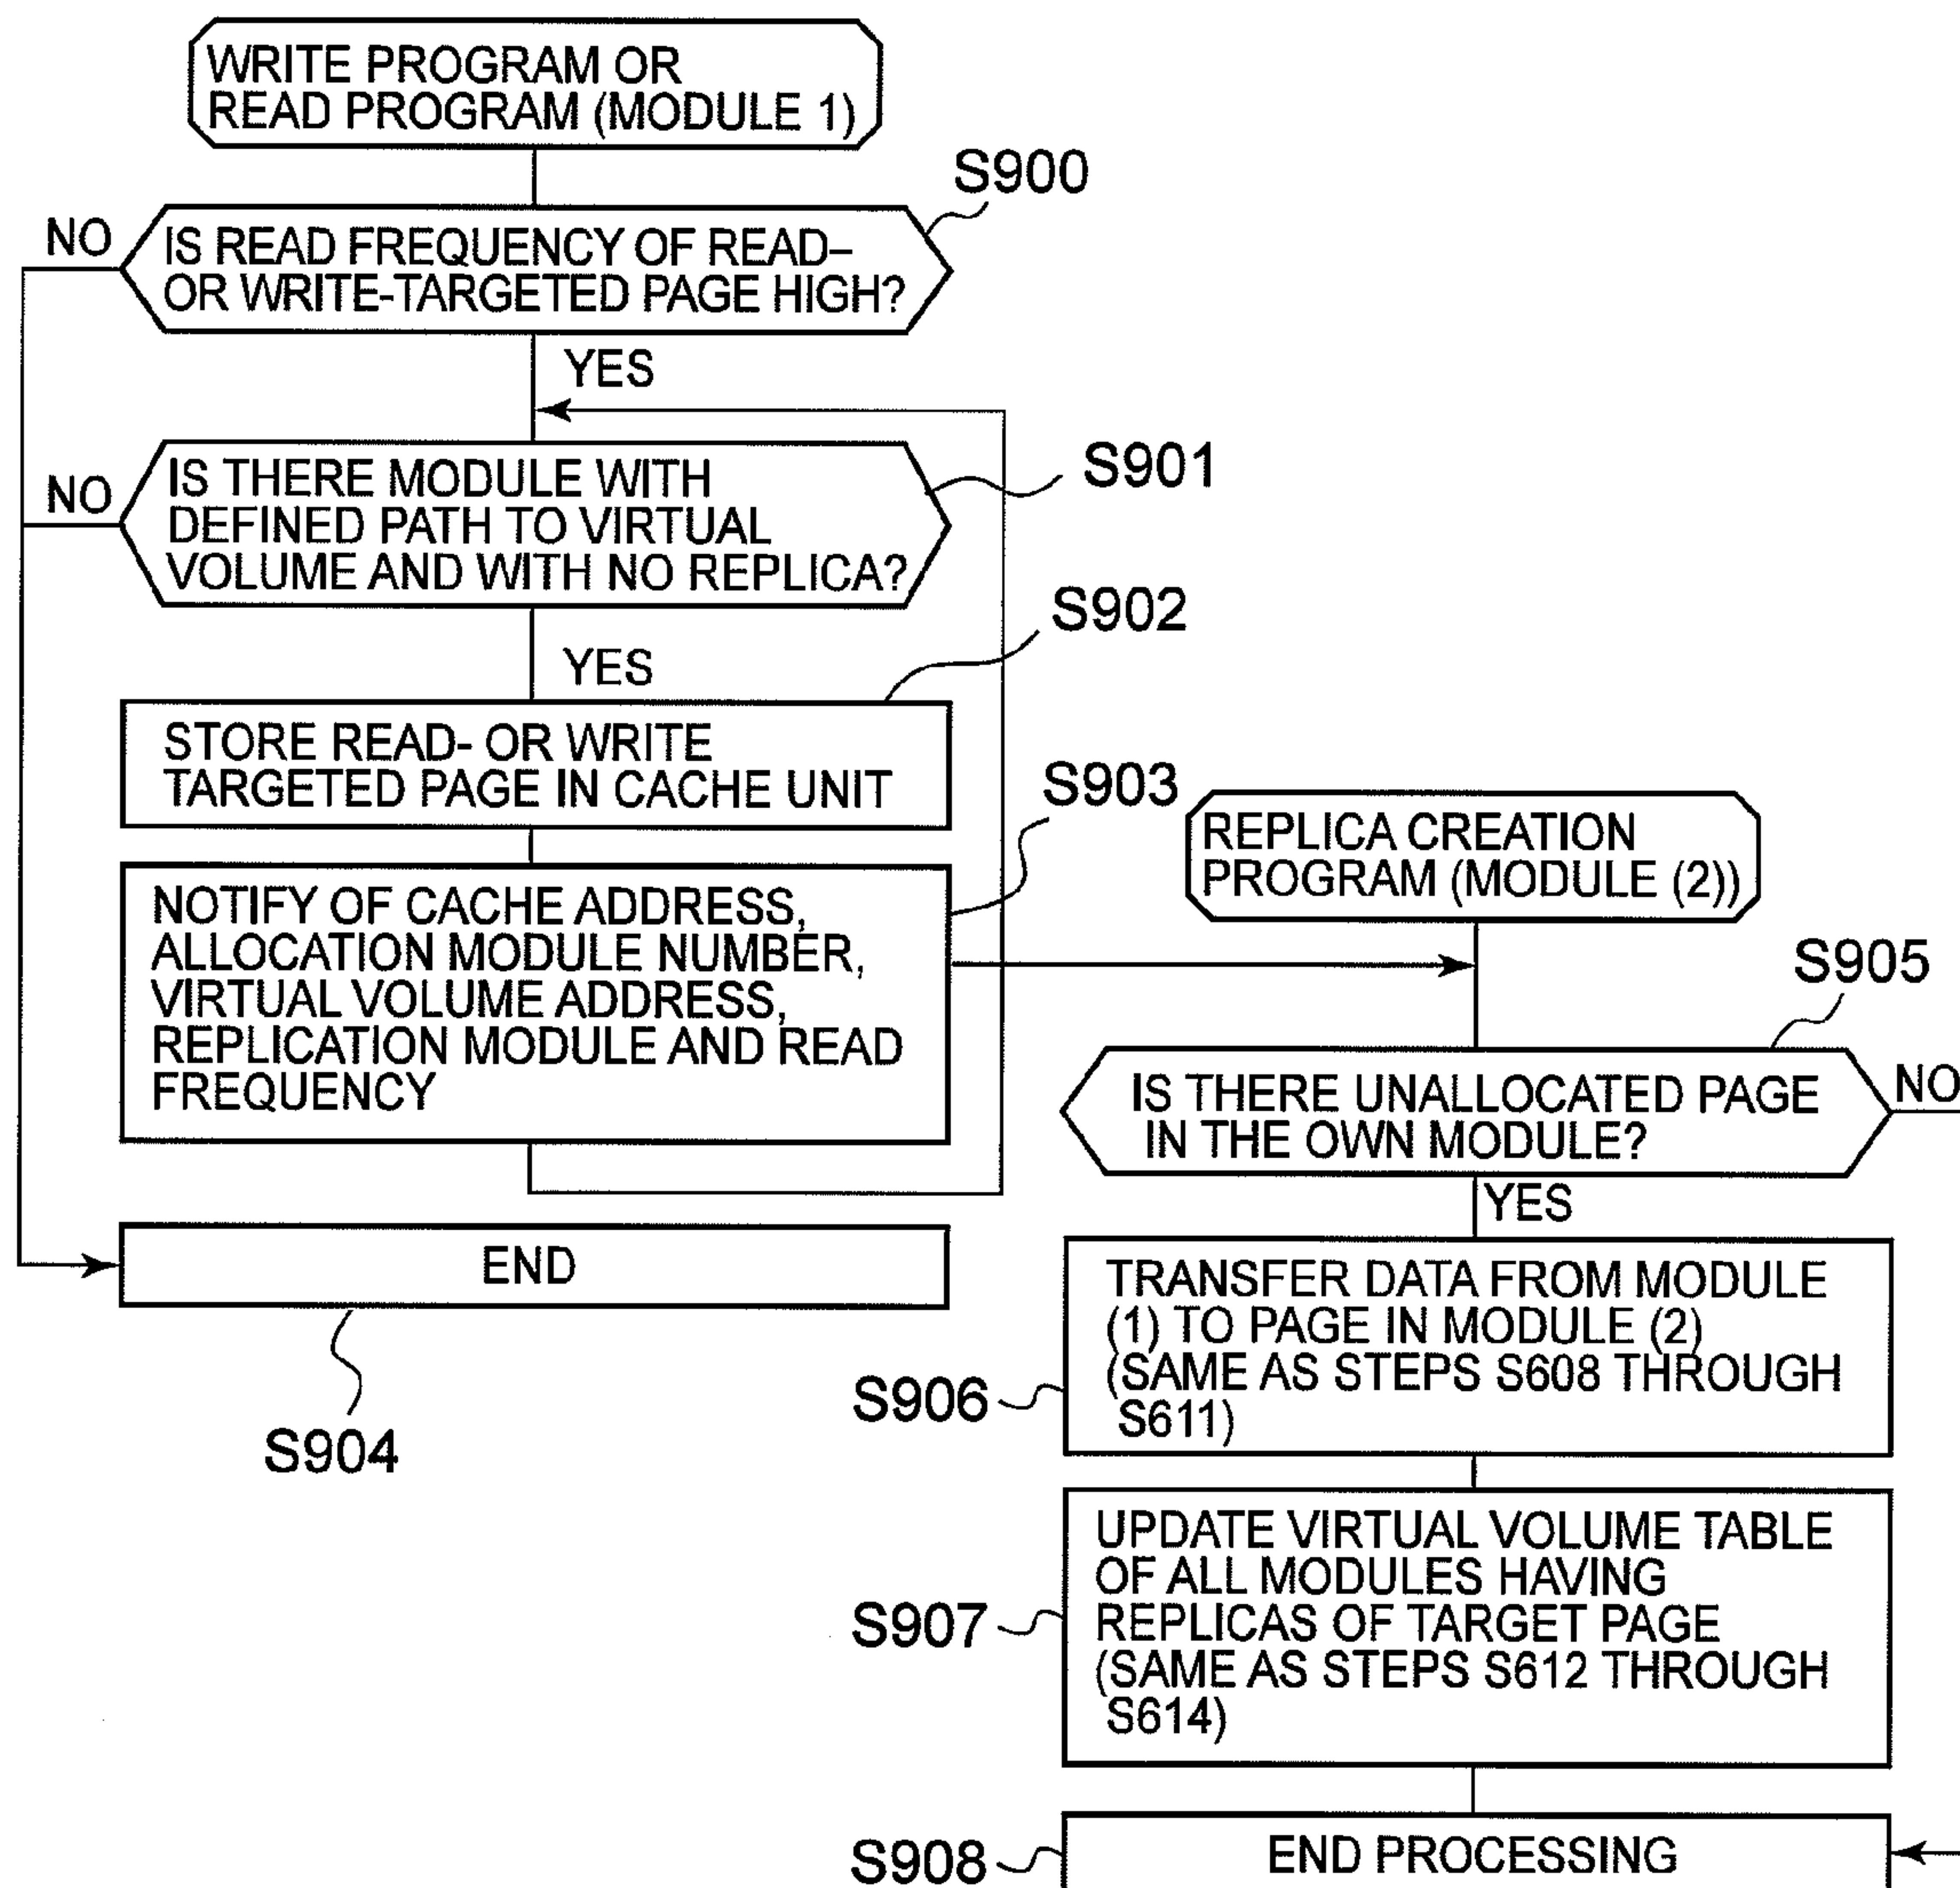 WRITE PROGRAM OR
READ PROGRAM (MODULE 1)
S900
NO
IS READ FREQUENCY OF READ–
OR WRITE-TARGETED PAGE HIGH?
YES
S901
NO
IS THERE MODULE WITH
DEFINED PATH TO VIRTUAL
VOLUME AND WITH NO REPLICA?
S902
YES
STORE READ- OR WRITE
TARGETED PAGE IN CACHE UNIT
S903
NOTIFY OF CACHE ADDRESS,
ALLOCATION MODULE NUMBER,
VIRTUAL VOLUME ADDRESS,
REPLICATION MODULE AND READ
FREQUENCY
END
S904
REPLICA CREATION
PROGRAM (MODULE (2))
S905
IS THERE UNALLOCATED PAGE
IN THE OWN MODULE?
NO
YES
TRANSFER DATA FROM MODULE
(1) TO PAGE IN MODULE (2)
(SAME AS STEPS S608 THROUGH
S611)
S906
UPDATE VIRTUAL VOLUME TABLE
OF ALL MODULES HAVING
REPLICAS OF TARGET PAGE
(SAME AS STEPS S612 THROUGH
S614)
S907
END PROCESSING
S908